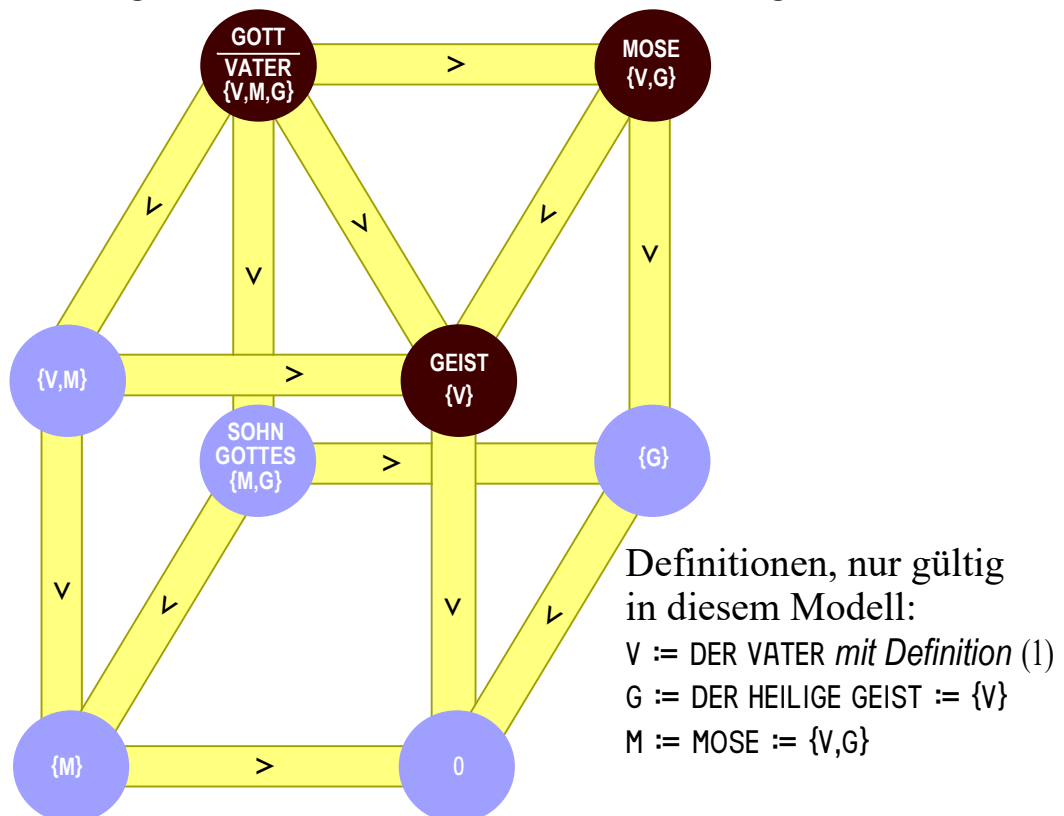 GOTT
VATER
{V,M,G}
>
MOSE
{V,G}
v
v
v
v
v
{V,M}
>
GEIST
{V}
SOHN
GOTTES
{M,G}
>
{G}
v
v
v
v
{M}
>
0
Definitionen, nur gültig
in diesem Modell:
V := DER VATER mit Definition (1)
G := DER HEILIGE GEIST := {V}
M := MOSE := {V,G}